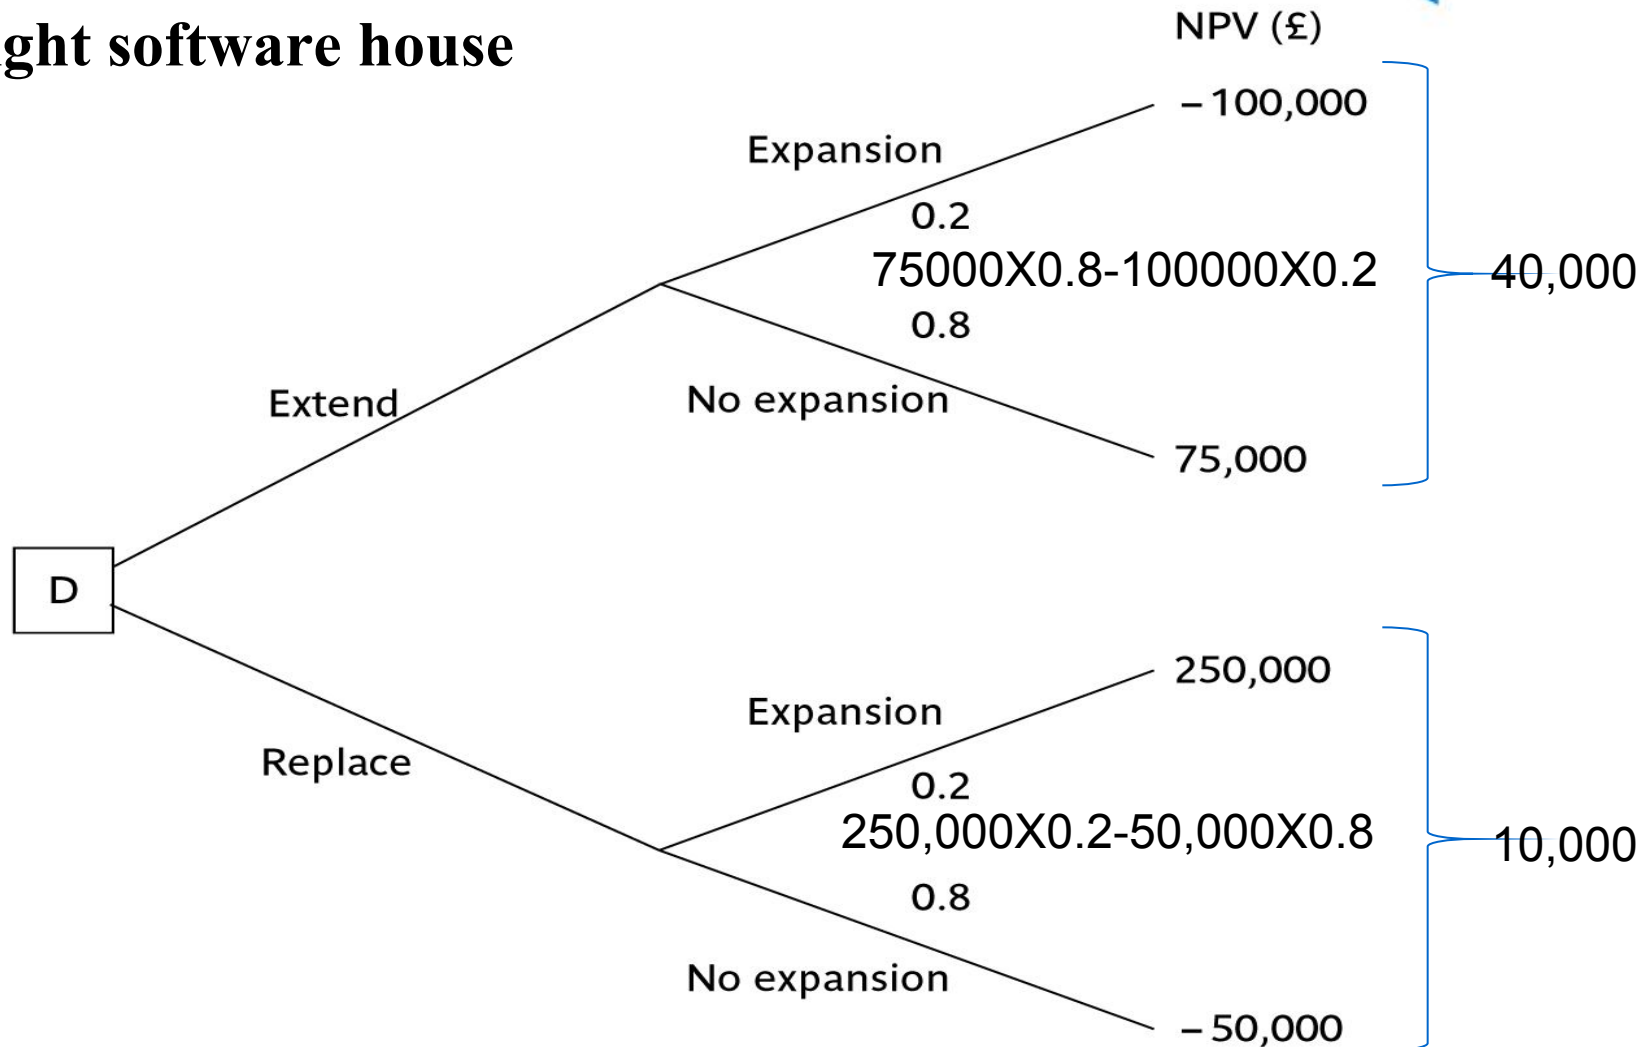 ght software house
NPV (£)
–100,000
Expansion
0.2
75000X0.8-100000X0.2
40,000
0.8
Extend
No expansion
75,000
D
250,000
Expansion
Replace
0.2
250,000X0.2-50,000X0.8
10,000
0.8
No expansion
–50,000